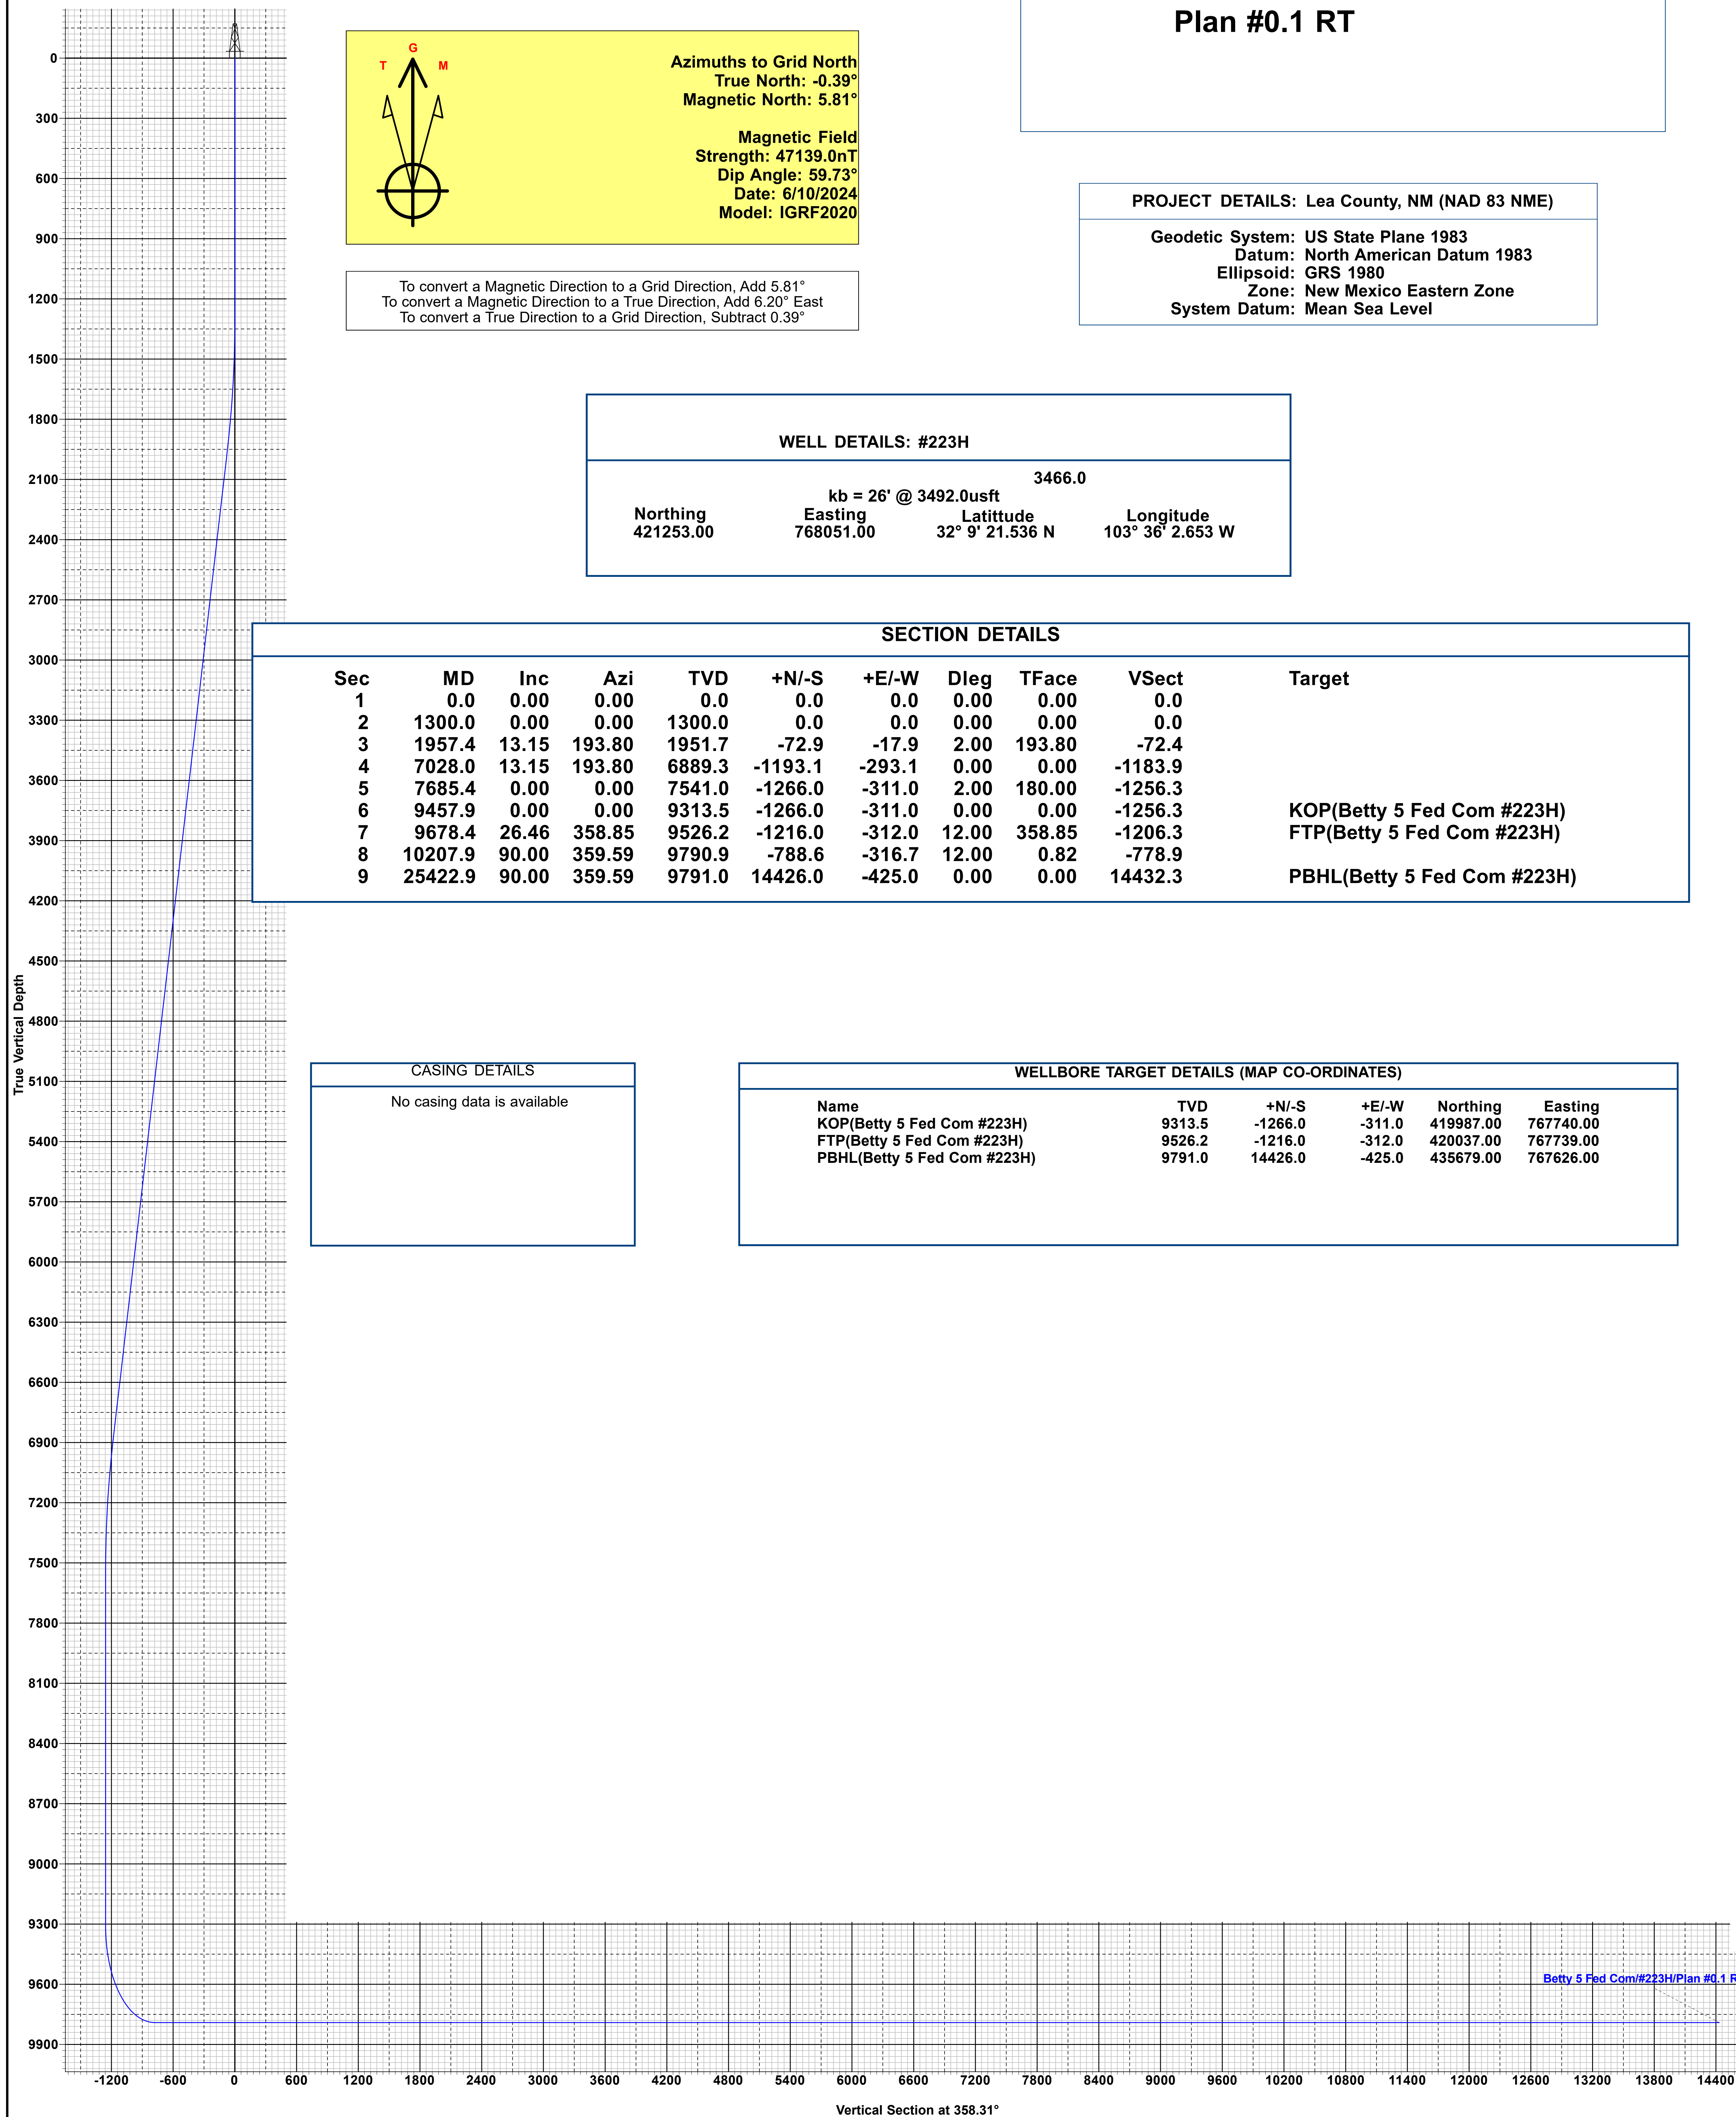 Plan #0.1 RT
G
T M
Azimuths to Grid North
True North: -0.39°
Magnetic North: 5.81°
Magnetic Field
Strength: 47139.0nT
Dip Angle: 59.73°
Date: 6/10/2024
Model: IGRF2020
To convert a Magnetic Direction to a Grid Direction, Add 5.81°
To convert a Magnetic Direction to a True Direction, Add 6.20° East
To convert a True Direction to a Grid Direction, Subtract 0.39°
PROJECT DETAILS: Lea County, NM (NAD 83 NME)
Geodetic System: US State Plane 1983
Datum: North American Datum 1983
Ellipsoid: GRS 1980
Zone: New Mexico Eastern Zone
System Datum: Mean Sea Level
WELL DETAILS: #223H
3466.0
kb = 26' @ 3492.0usft
Northing Easting Latittude Longitude
421253.00 768051.00 32° 9' 21.536 N 103° 36' 2.653 W
SECTION DETAILS
Sec MD Inc Azi TVD +N/-S +E/-W Dleg TFace VSect Target
1 0.0 0.00 0.00 0.0 0.0 0.0 0.00 0.00 0.0
2 1300.0 0.00 0.00 1300.0 0.0 0.0 0.00 0.00 0.0
3 1957.4 13.15 193.80 1951.7 -72.9 -17.9 2.00 193.80 -72.4
4 7028.0 13.15 193.80 6889.3 -1193.1 -293.1 0.00 0.00 -1183.9
5 7685.4 0.00 0.00 7541.0 -1266.0 -311.0 2.00 180.00 -1256.3
6 9457.9 0.00 0.00 9313.5 -1266.0 -311.0 0.00 0.00 -1256.3 KOP(Betty 5 Fed Com #223H)
7 9678.4 26.46 358.85 9526.2 -1216.0 -312.0 12.00 358.85 -1206.3 FTP(Betty 5 Fed Com #223H)
8 10207.9 90.00 359.59 9790.9 -788.6 -316.7 12.00 0.82 -778.9
9 25422.9 90.00 359.59 9791.0 14426.0 -425.0 0.00 0.00 14432.3 PBHL(Betty 5 Fed Com #223H)
CASING DETAILS
No casing data is available
WELLBORE TARGET DETAILS (MAP CO-ORDINATES)
Name TVD +N/-S +E/-W Northing Easting
KOP(Betty 5 Fed Com #223H) 9313.5 -1266.0 -311.0 419987.00 767740.00
FTP(Betty 5 Fed Com #223H) 9526.2 -1216.0 -312.0 420037.00 767739.00
PBHL(Betty 5 Fed Com #223H) 9791.0 14426.0 -425.0 435679.00 767626.00
True Vertical Depth
0
300
600
900
1200
1500
1800
2100
2400
2700
3000
3300
3600
3900
4200
4500
4800
5100
5400
5700
6000
6300
6600
6900
7200
7500
7800
8100
8400
8700
9000
9300
9600
9900
Betty 5 Fed Com/#223H/Plan #0.1 R
-1200 -600 0 600 1200 1800 2400 3000 3600 4200 4800 5400 6000 6600 7200 7800 8400 9000 9600 10200 10800 11400 12000 12600 13200 13800 14400
Vertical Section at 358.31°